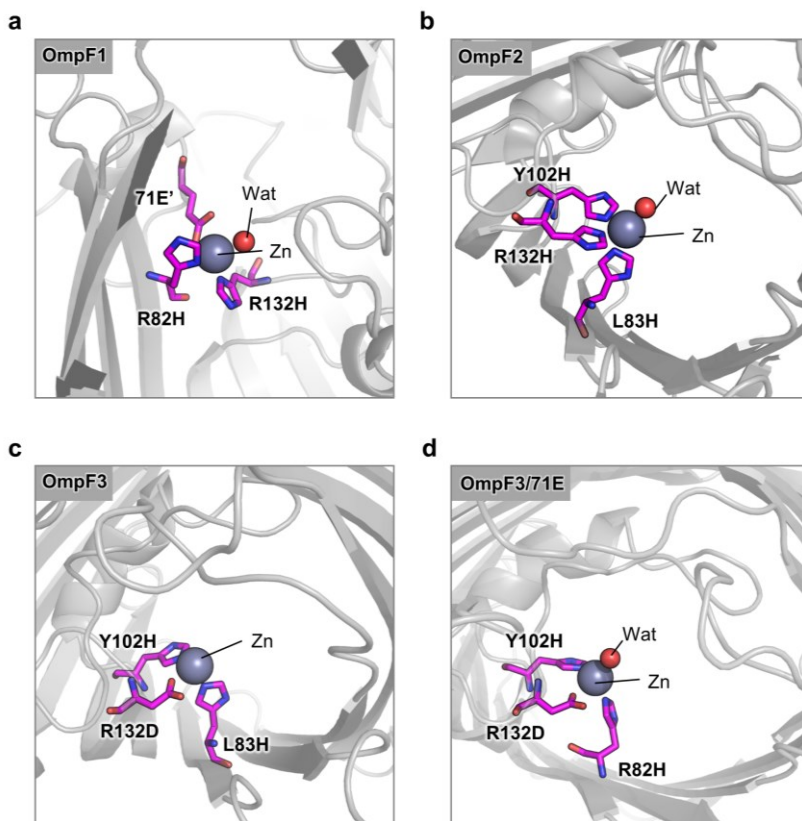 a
OmpF1
71E'
Wat
Zn
R82H
R132H
b
OmpF2
Y102H
Wat
Zn
R132H
L83H
c
OmpF3
Y102H
Zn
R132D
L83H
d
OmpF3/71E
Y102H
Wat
Zn
R132D
R82H